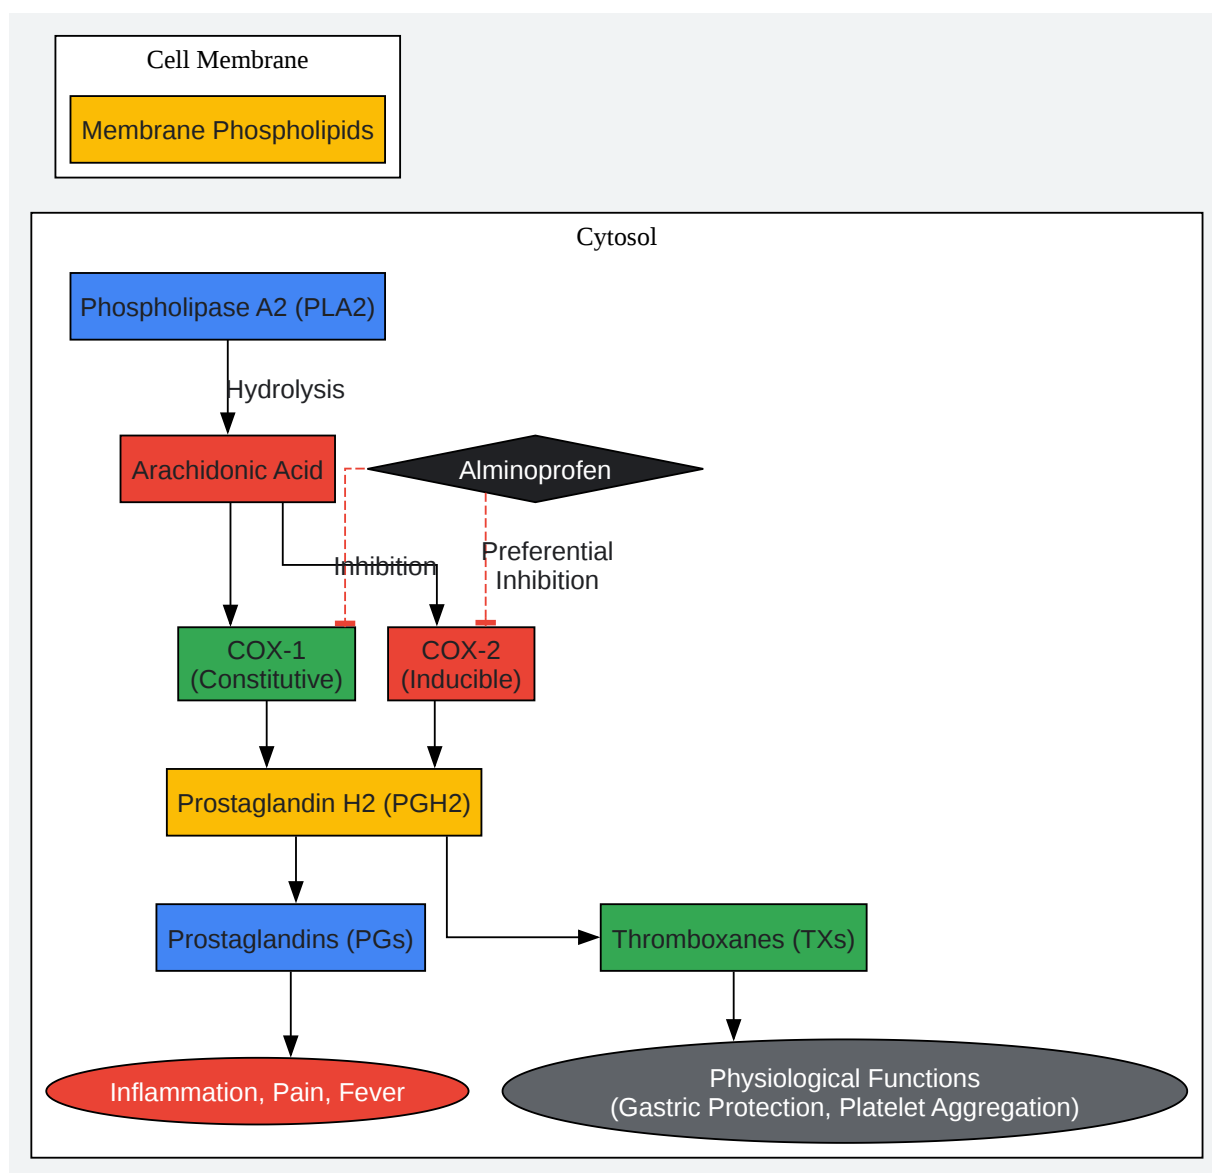 Cell Membrane
Membrane Phospholipids
Cytosol
Phospholipase A2 (PLA2)
Hydrolysis
Arachidonic Acid
Alminoprofen
Inhibition
Preferential
Inhibition
COX-1
(Constitutive)
COX-2
(Inducible)
Prostaglandin H2 (PGH2)
Prostaglandins (PGs)
Thromboxanes (TXs)
Inflammation, Pain, Fever
Physiological Functions
(Gastric Protection, Platelet Aggregation)